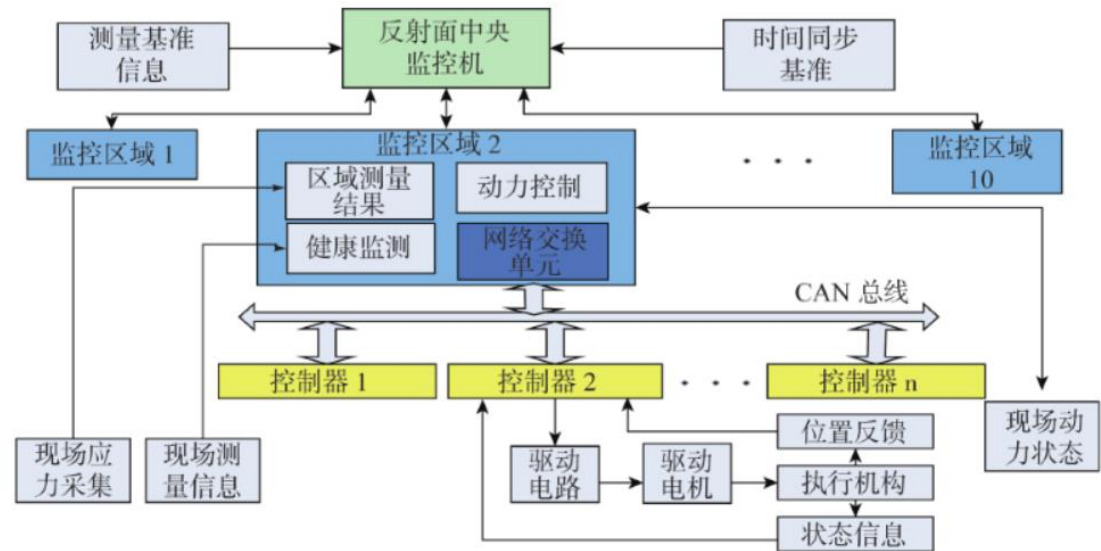 测量基准
信息
反射面中央
监控机
时间同步
基准
监控区域 1
监控区域 2
· · ·
监控区域
10
区域测量
结果
动力控制
健康监测
网络交换
单元
CAN 总线
控制器 1
控制器 2
· · ·
控制器 n
现场应
力采集
现场测
量信息
驱动
电路
驱动
电机
位置反馈
执行机构
状态信息
现场动
力状态